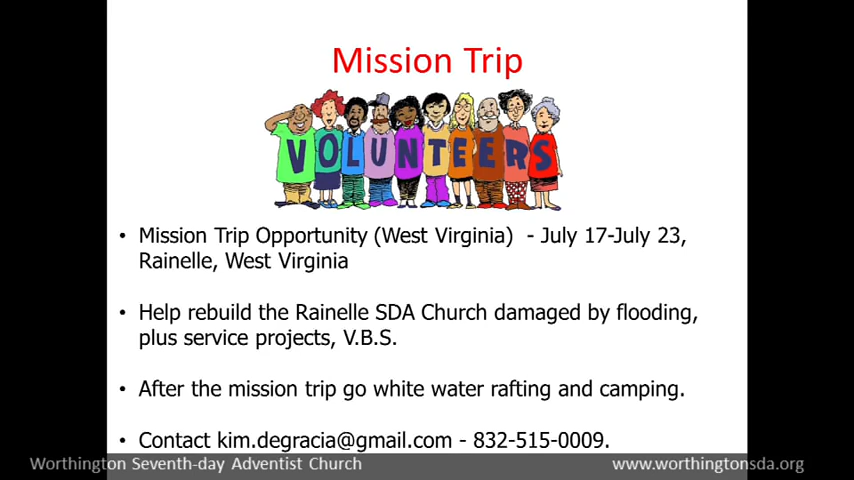 Mission Trip
VOLUNTEERS
• Mission Trip Opportunity (West Virginia) - July 17-July 23,
Rainelle, West Virginia
• Help rebuild the Rainelle SDA Church damaged by flooding,
plus service projects, V.B.S.
• After the mission trip go white water rafting and camping.
• Contact kim.degracia@gmail.com - 832-515-0009.
Worthington Seventh-day Adventist Church
www.worthingtonsda.org